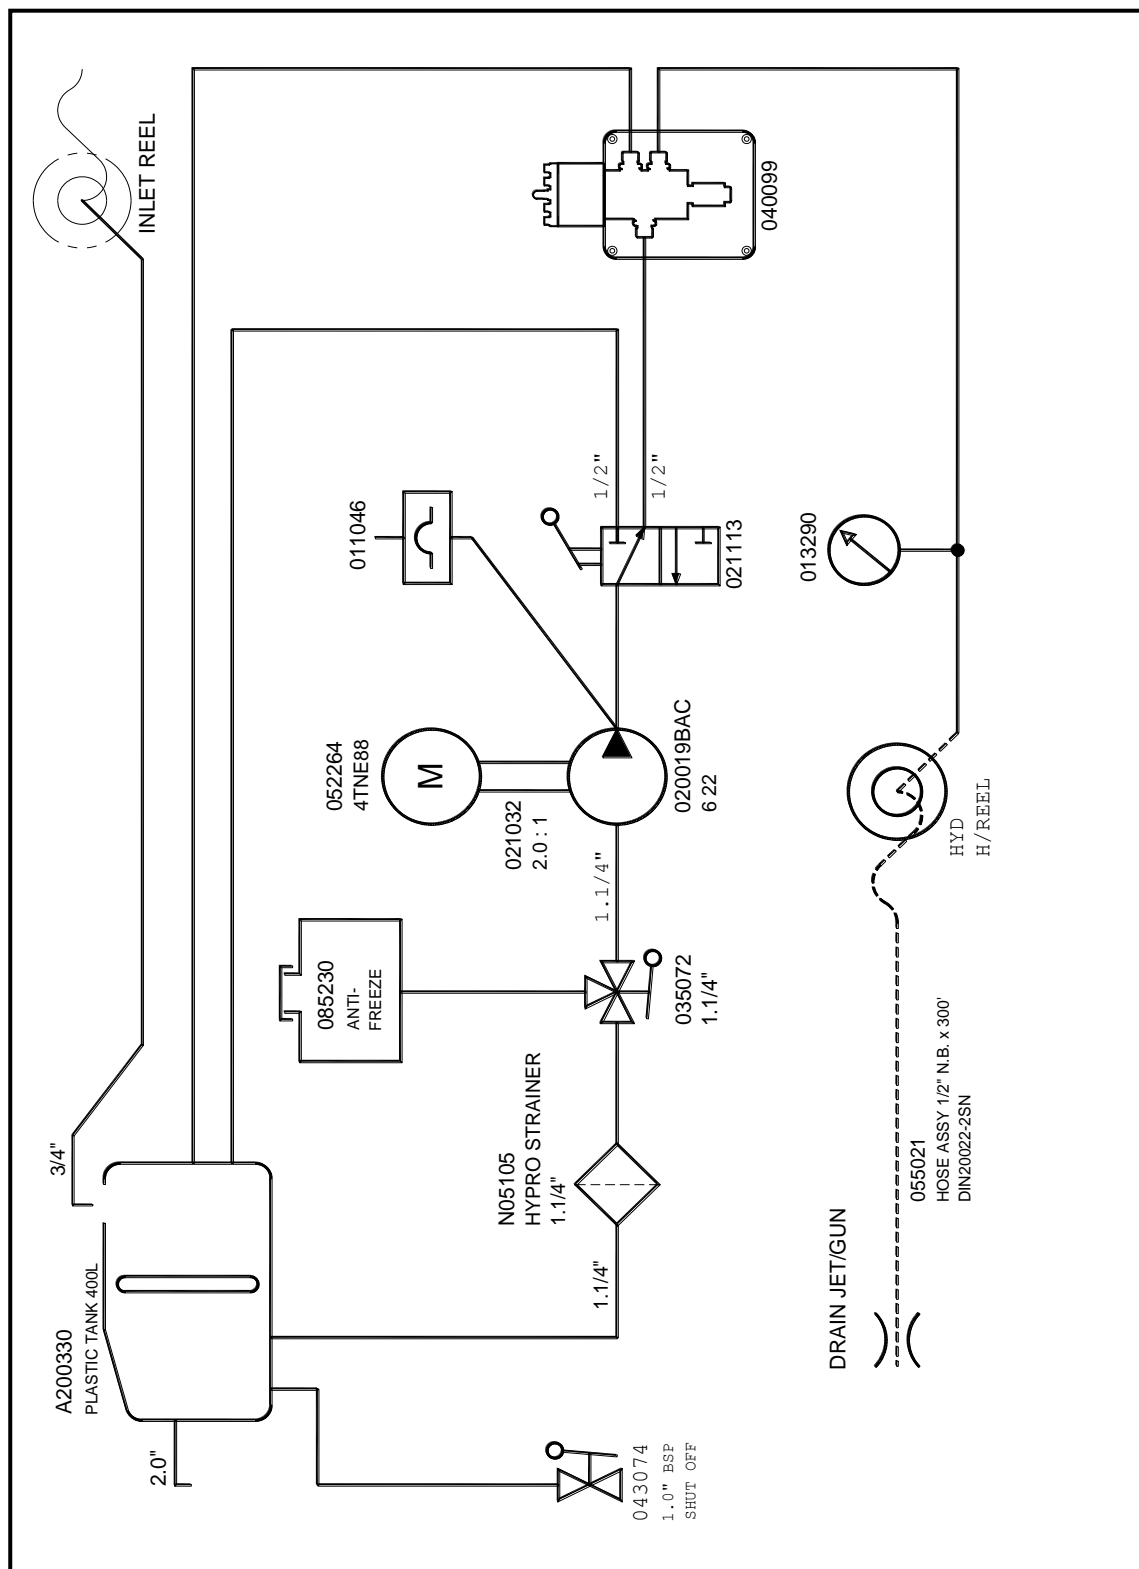 INLET REEL
3/4"
A200330
PLASTIC TANK 400L
2.0"
043074
1.0" BSP
SHUT OFF
1.1/4"
N05105
HYPRO STRAINER
1.1/4"
085230
ANTI-
FREEZE
035072
1.1/4"
1.1/4"
052264
4TNE88
M
021032
2.0 : 1
020019BAC
6 22
011046
1/2"
1/2"
021113
040099
013290
HYD
H/REEL
055021
HOSE ASSY 1/2" N.B. x 300'
DIN20022-2SN
DRAIN JET/GUN